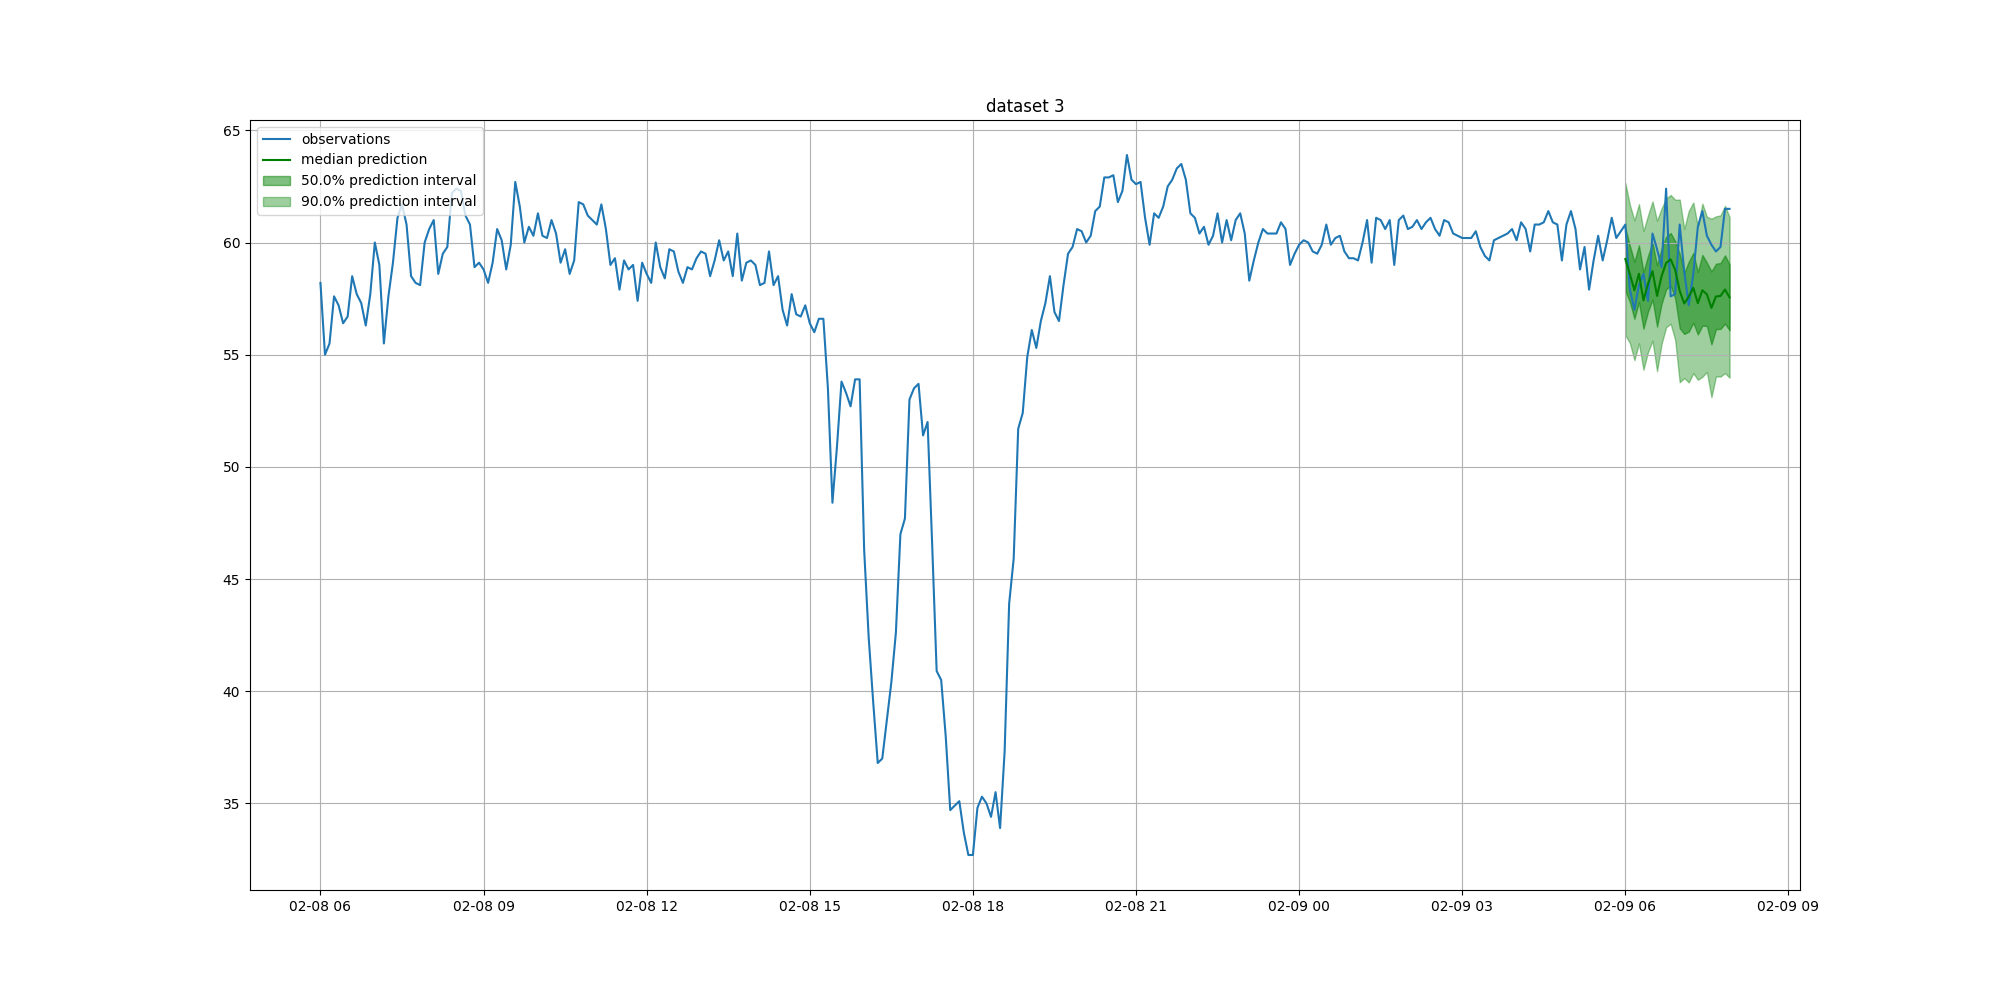 dataset 3
observations
median prediction
50.0% prediction interval
90.0% prediction interval
65
60
55
50
45
40
35
02-08 06 02-08 09 02-08 12 02-08 15 02-08 18 02-08 21 02-09 00 02-09 03 02-09 06 02-09 09